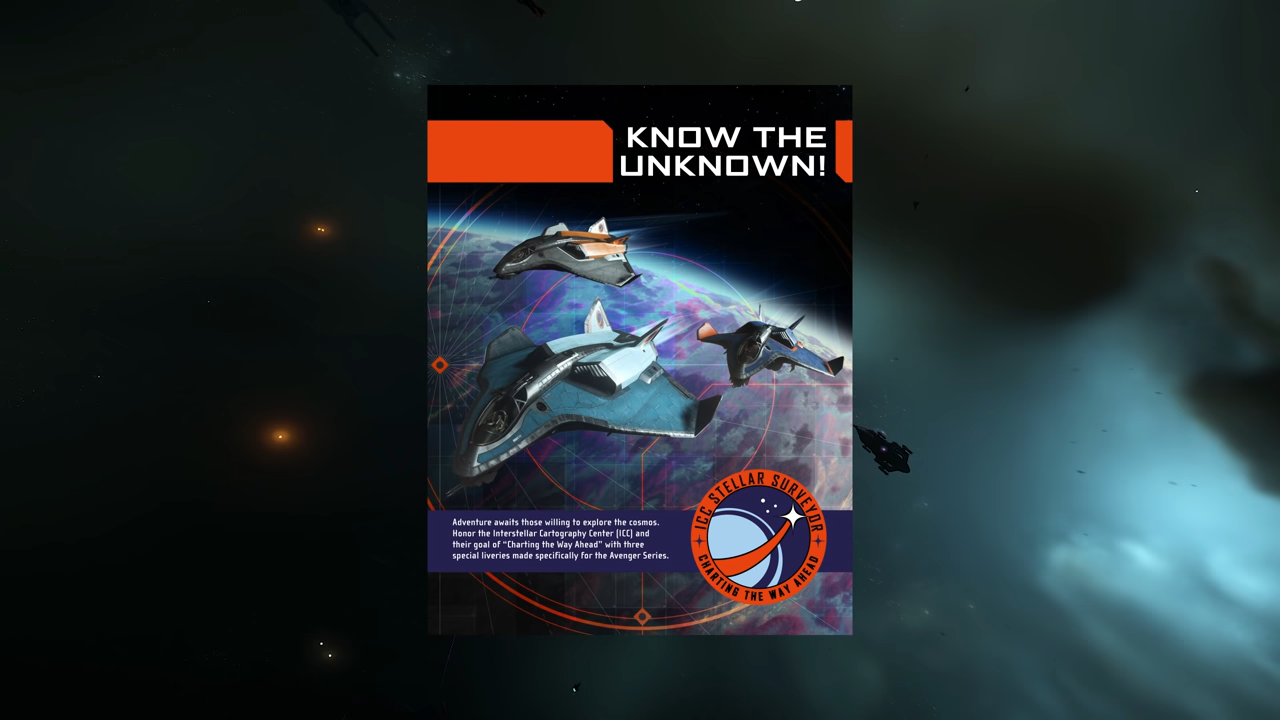 KNOW THE
UNKNOWN!
Adventure awaits those willing to explore the cosmos.
Honor the Interstellar Cartography Center [ICC] and
their goal of “Charting the Way Ahead” with three
special liveries made specifically for the Avenger Series.
ICC STELLAR SURVEYOR
CHARTING THE WAY AHEAD